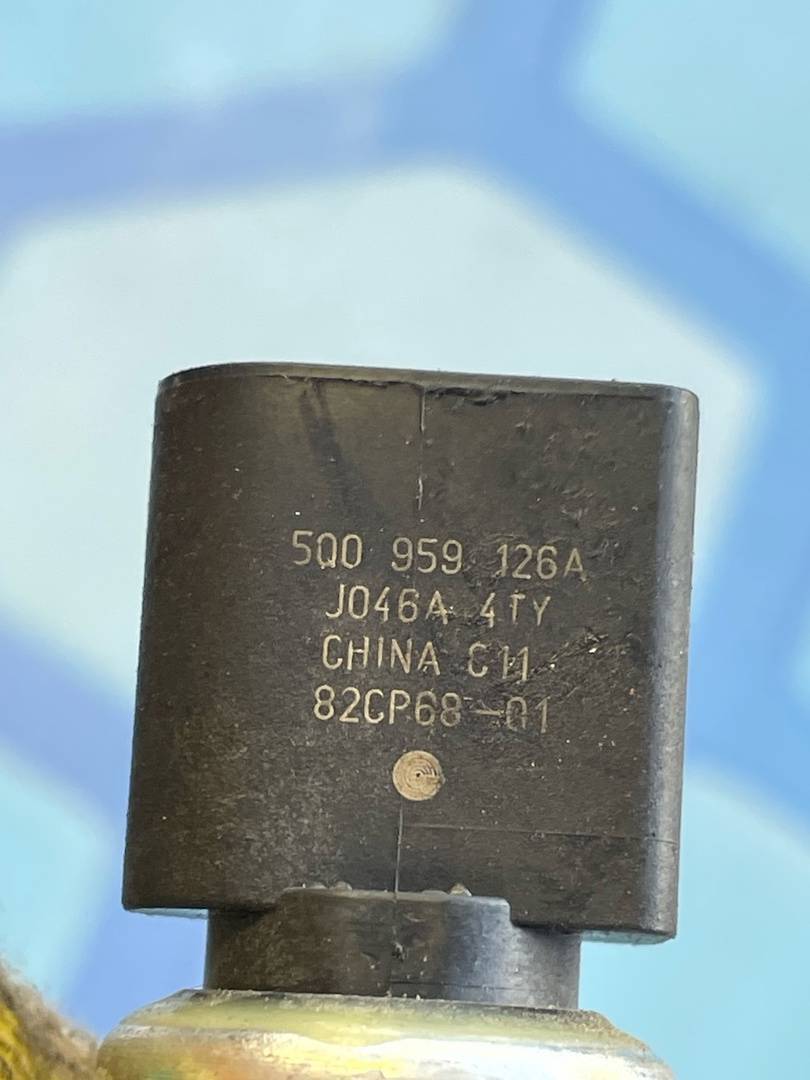 5Q0 959 126A
J046A 4TY
CHINA C11
82CP68-01